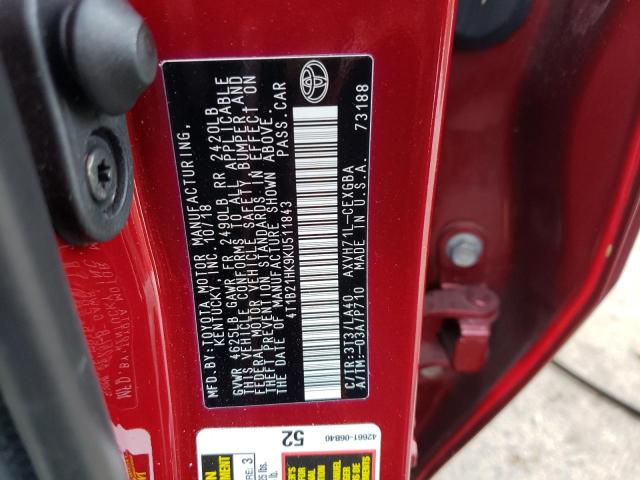 MFD. BY: TOYOTA MOTOR MANUFACTURING,
KENTUCKY, INC. 10/18
GVWR 4625LB GAWR FR 2490LB RR 2420LB
THIS VEHICLE CONFORMS TO ALL APPLICABLE
FEDERAL MOTOR VEHICLE SAFETY, BUMPER AND
THEFT PREVENTION STANDARDS IN EFFECT ON
THE DATE OF MANUFACTURE SHOWN ABOVE.
4T1B21HK9KU511843 PASS.CAR
C/TR:3T3/LA40 AXVH71L-CEXGBA
A/TM:-03A/P710 MADE IN U.S.A. 73188
52
42661-06B40